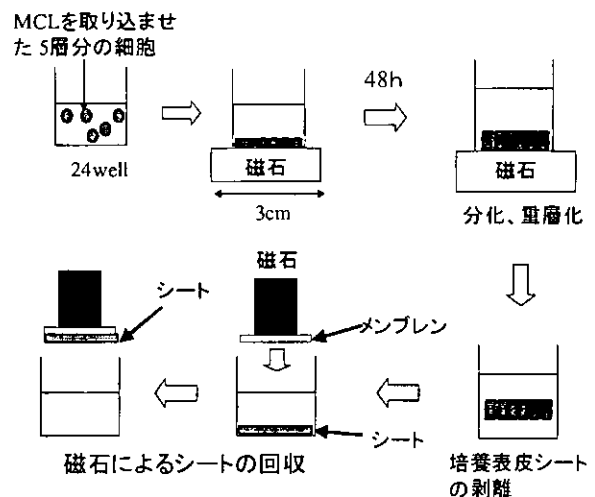 MCLを取り込ませ
た 5層分の細胞
24well
磁石
3cm
48h
磁石
分化、重層化
シート
磁石
メンブレン
シート
磁石によるシートの回収
培養表皮シート
の剥離